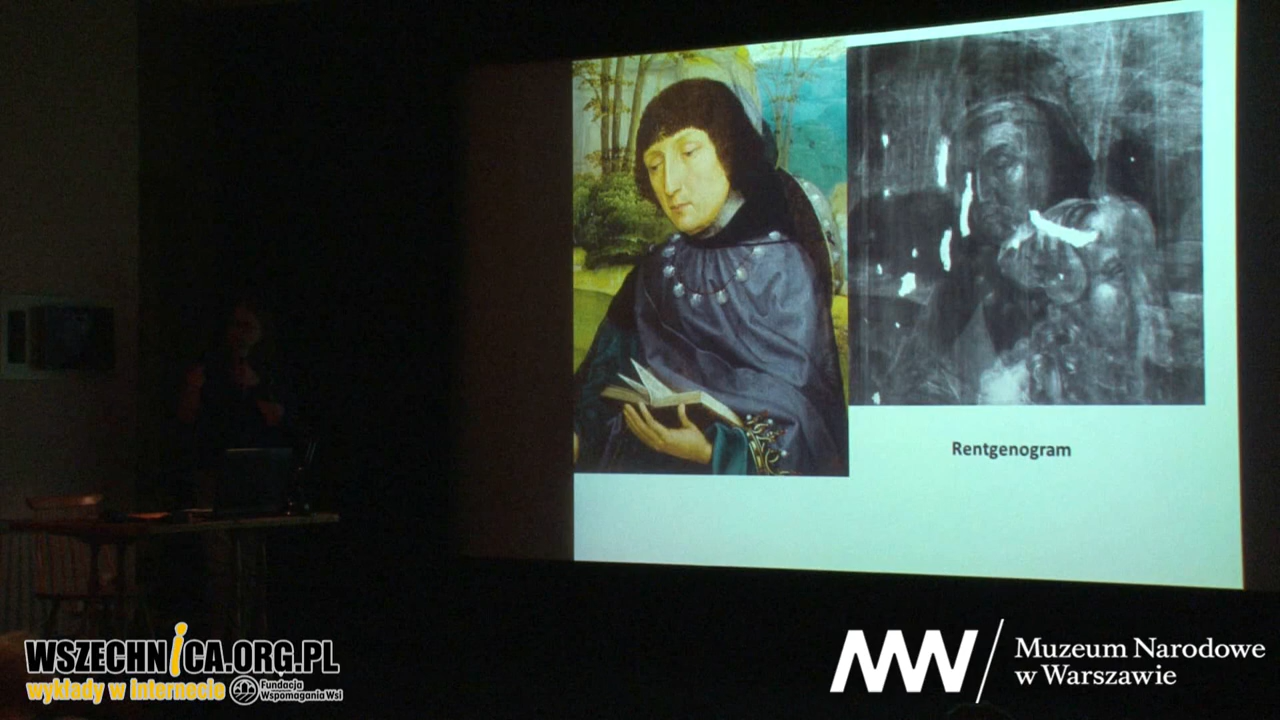 Rentgenogram
WSZECHNICA.ORG.PL
wykłady w internecie
Fundacja
Wspomagania Wsi
Muzeum Narodowe
w Warszawie